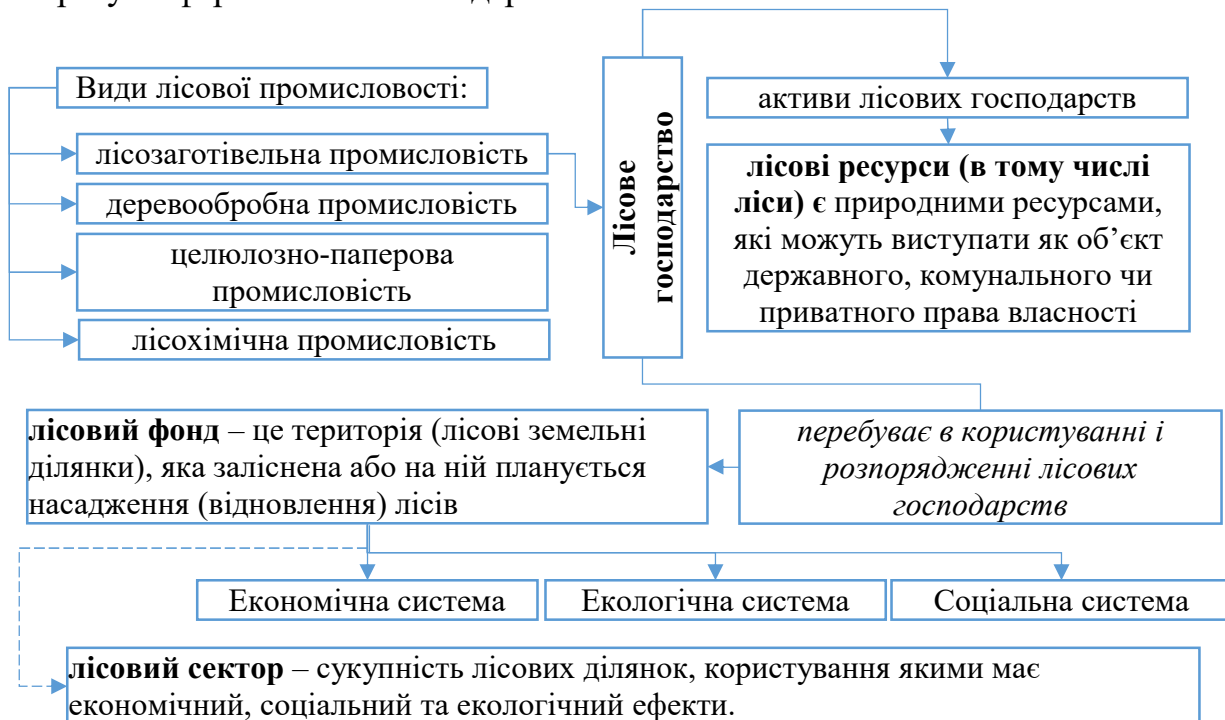 Види лісової промисловості:
лісозаготівельна промисловість
деревообробна промисловість
целюлозно-паперова
промисловість
лісохімічна промисловість
Лісове
господарство
активи лісових господарств
лісові ресурси (в тому числі
ліси) є природними ресурсами,
які можуть виступати як об’єкт
державного, комунального чи
приватного права власності
лісовий фонд – це територія (лісові земельні
ділянки), яка заліснена або на ній планується
насадження (відновлення) лісів
перебуває в користуванні і
розпорядженні лісових
господарств
Економічна система
Екологічна система
Соціальна система
лісовий сектор – сукупність лісових ділянок, користування якими має
економічний, соціальний та екологічний ефекти.